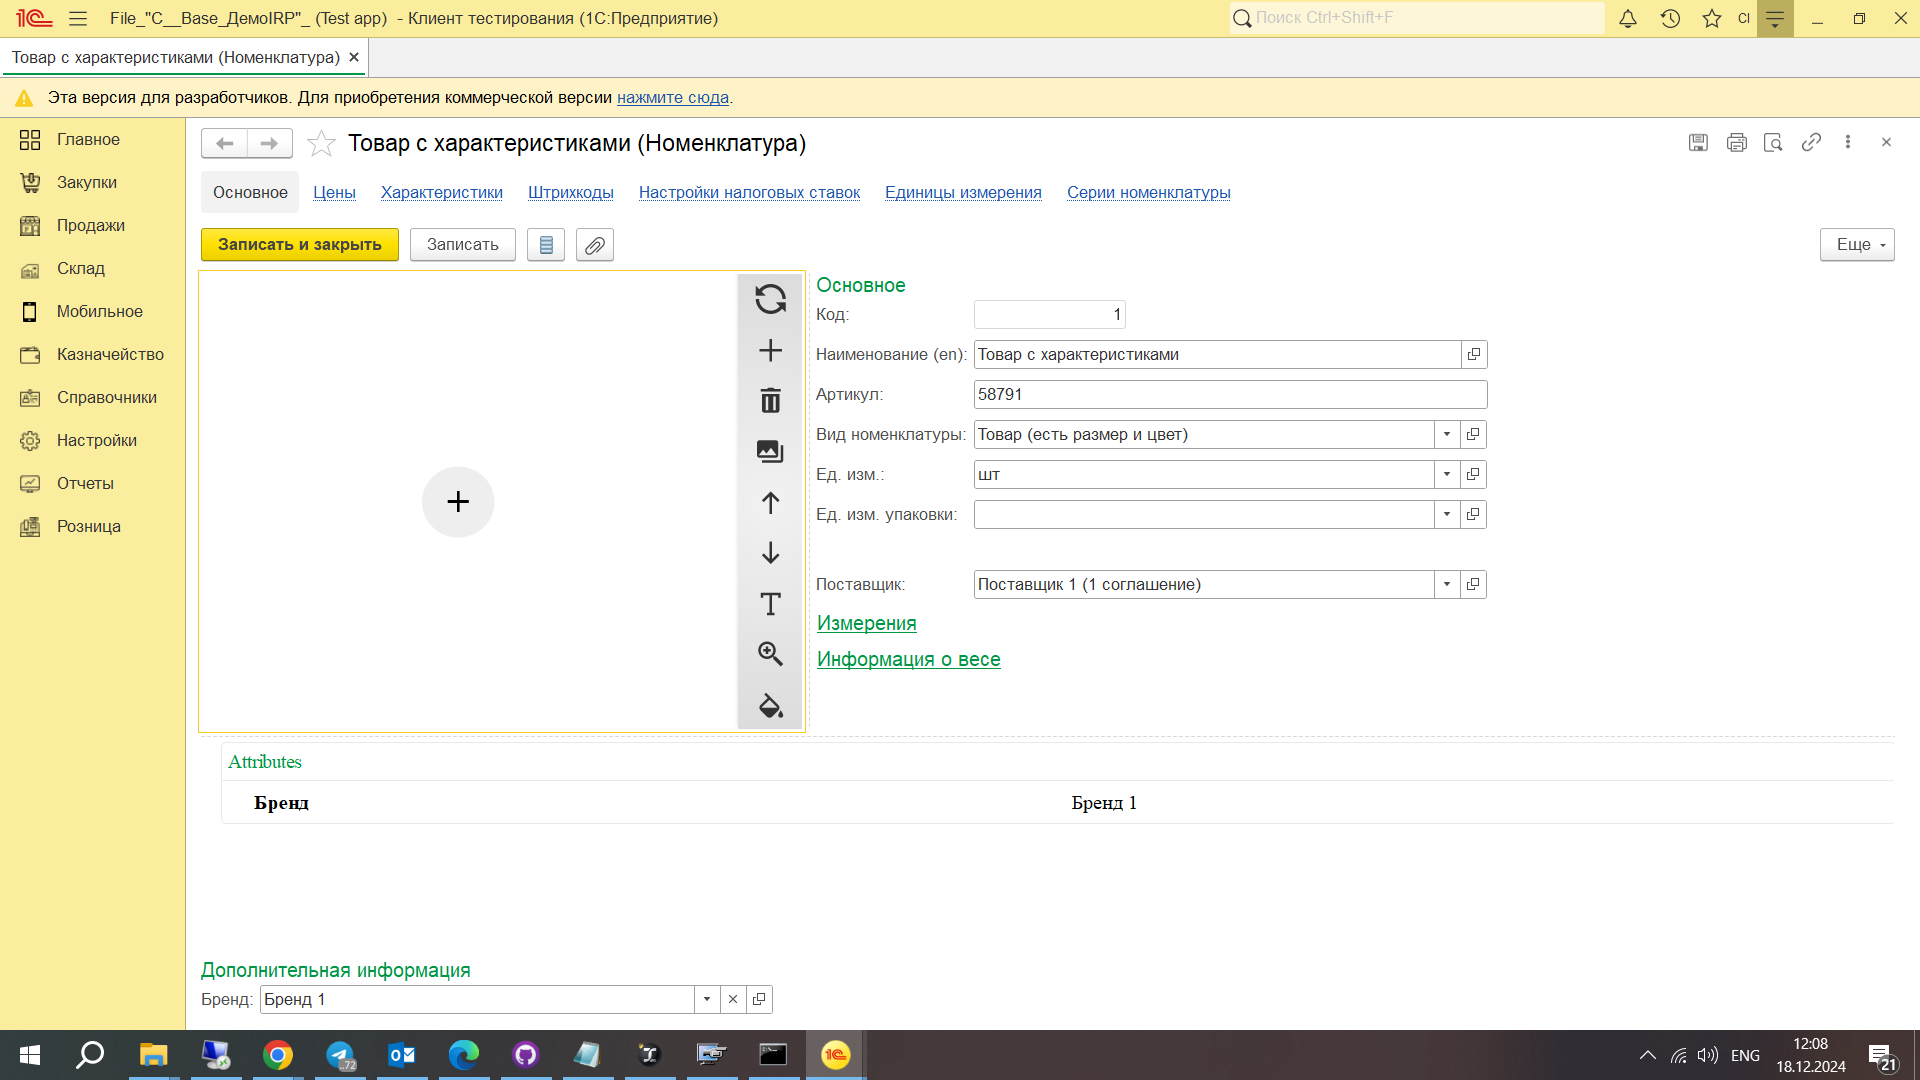 File_"C__Base_ДемоIRP"_ (Test app) - Клиент тестирования (1С:Предприятие)
Поиск Ctrl+Shift+F
CI
Товар с характеристиками (Номенклатура)
Эта версия для разработчиков. Для приобретения коммерческой версии нажмите сюда.
Главное
Закупки
Продажи
Склад
Мобильное
Казначейство
Справочники
Настройки
Отчеты
Розница
Товар с характеристиками (Номенклатура)
Основное Цены Характеристики Штрихкоды Настройки налоговых ставок Единицы измерения Серии номенклатуры
Записать и закрыть Записать Еще
Основное
Код: 1
Наименование (en): Товар с характеристиками
Артикул: 58791
Вид номенклатуры: Товар (есть размер и цвет)
Ед. изм.: шт
Ед. изм. упаковки:
Поставщик: Поставщик 1 (1 соглашение)
Измерения
Информация о весе
Attributes
Бренд Бренд 1
Дополнительная информация
Бренд: Бренд 1
..72
ENG
12:08
18.12.2024
21